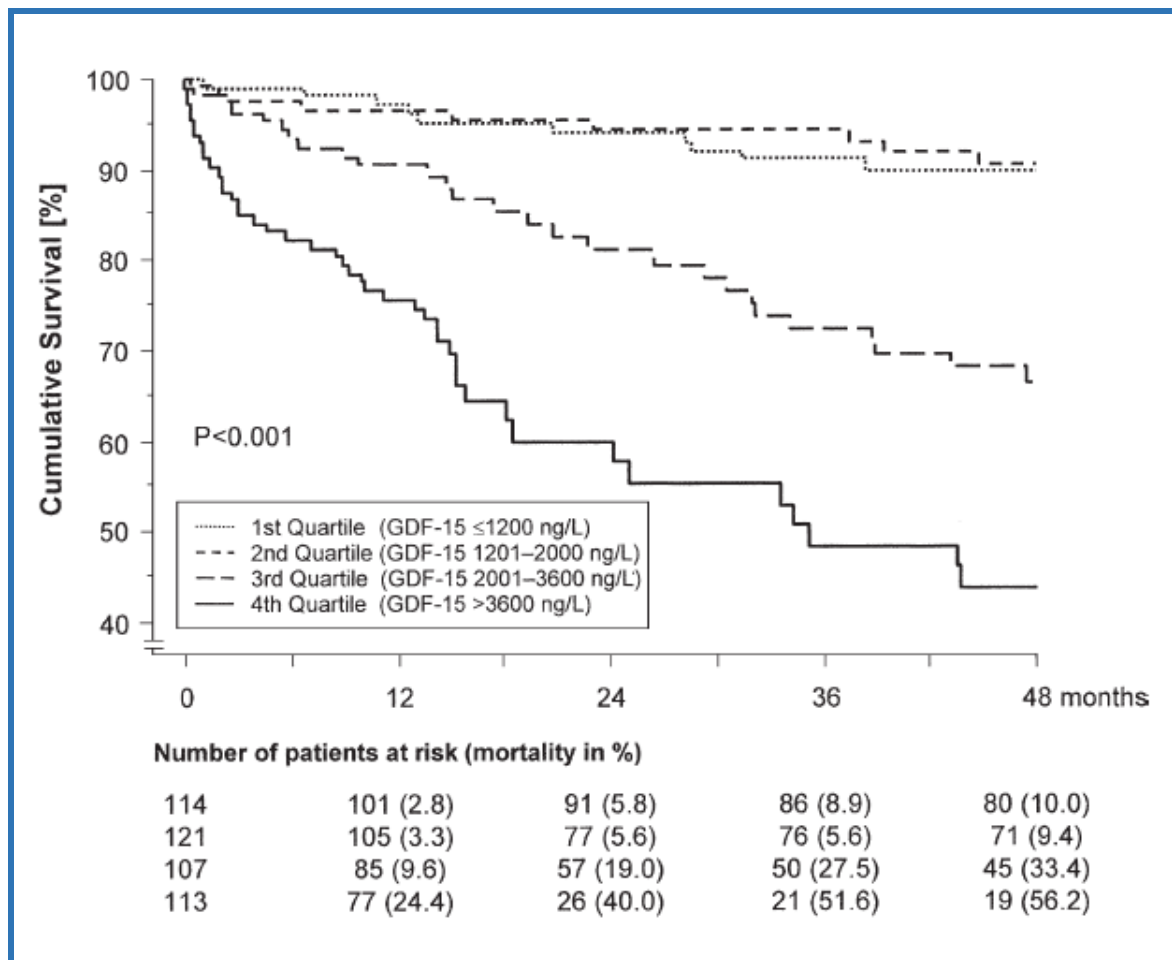 100
90
80
70
60
50
40
Cumulative Survival [%]
P<0.001
1st Quartile (GDF-15 ≤1200 ng/L)
2nd Quartile (GDF-15 1201–2000 ng/L)
3rd Quartile (GDF-15 2001–3600 ng/L)
4th Quartile (GDF-15 >3600 ng/L)
0 12 24 36 48 months
Number of patients at risk (mortality in %)
114 101 (2.8) 91 (5.8) 86 (8.9) 80 (10.0)
121 105 (3.3) 77 (5.6) 76 (5.6) 71 (9.4)
107 85 (9.6) 57 (19.0) 50 (27.5) 45 (33.4)
113 77 (24.4) 26 (40.0) 21 (51.6) 19 (56.2)